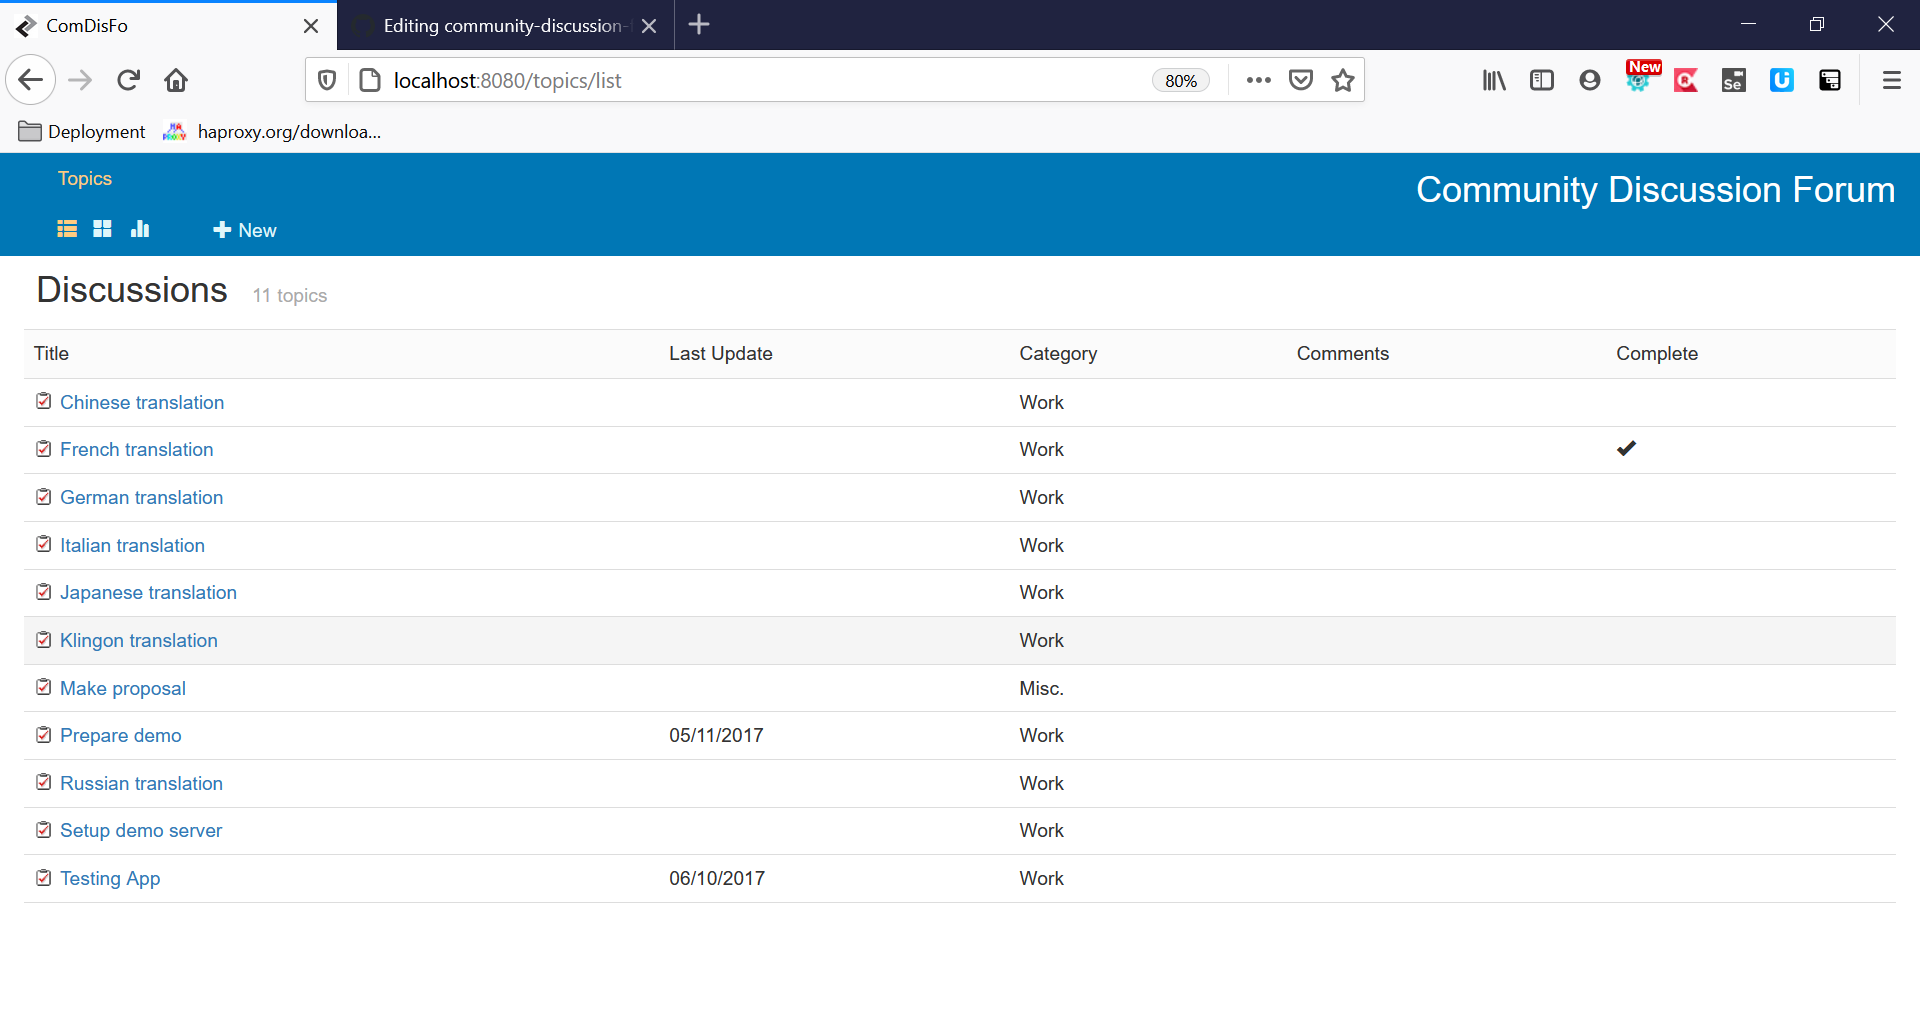 ComDisFo
Editing community-discussion-
localhost:8080/topics/list
80%
New
Se
Deployment
haproxy.org/downloa...
Topics
Community Discussion Forum
New
Discussions 11 topics
Title Last Update Category Comments Complete
Chinese translation Work
French translation Work
German translation Work
Italian translation Work
Japanese translation Work
Klingon translation Work
Make proposal Misc.
Prepare demo 05/11/2017 Work
Russian translation Work
Setup demo server Work
Testing App 06/10/2017 Work